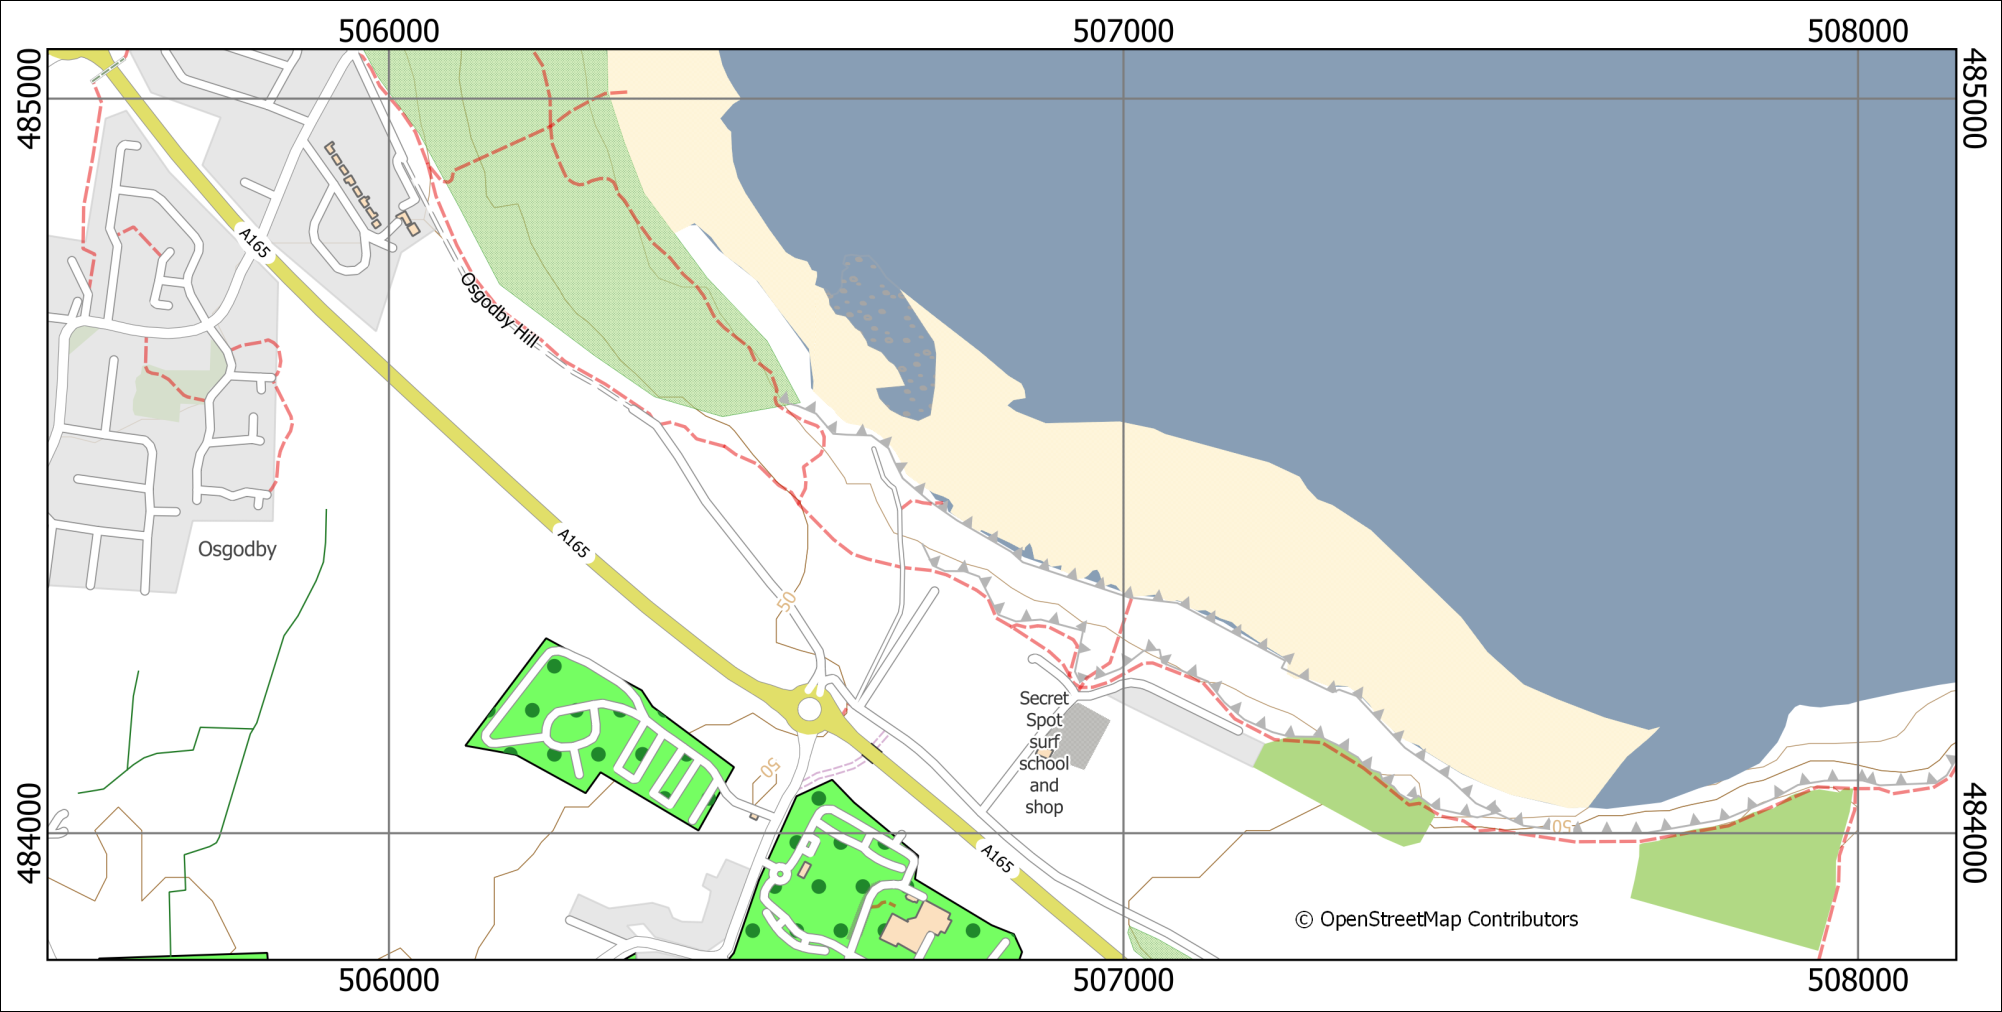 506000
507000
508000
485000
485000
A165
Osgodby Hill
A165
Osgodby
50
Secret
Spot
surf
school
and
shop
50
484000
484000
50
A165
© OpenStreetMap Contributors
506000
507000
508000